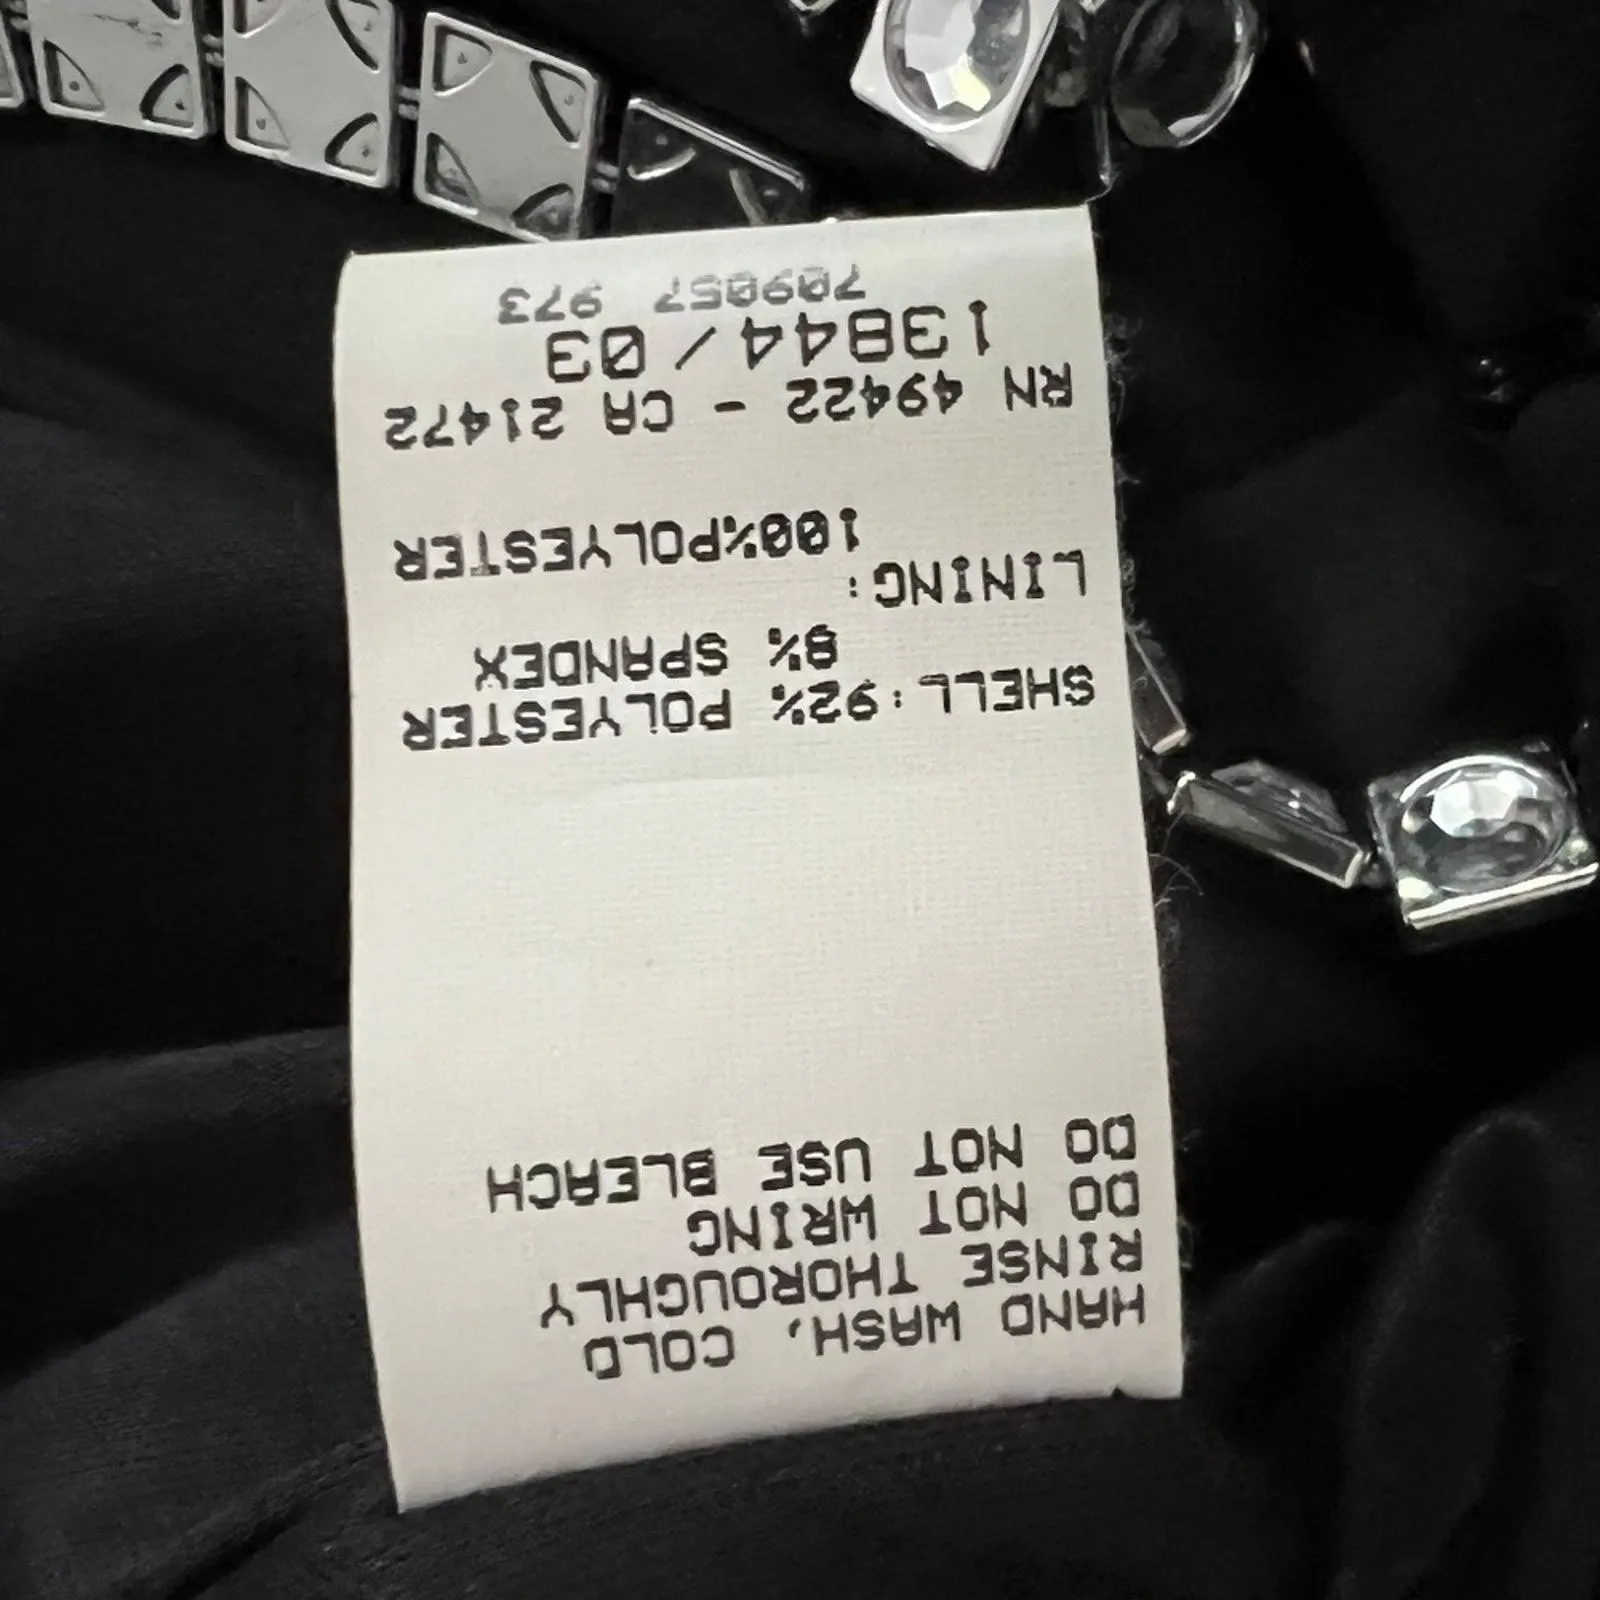 HAND WASH, COLD
RINSE THOROUGHLY
DO NOT WRING
DO NOT USE BLEACH
SHELL:92% POLYESTER
8% SPANDEX
LINING:
100%POLYESTER
RN 49422 - CA 21472
13844/03
709057 973